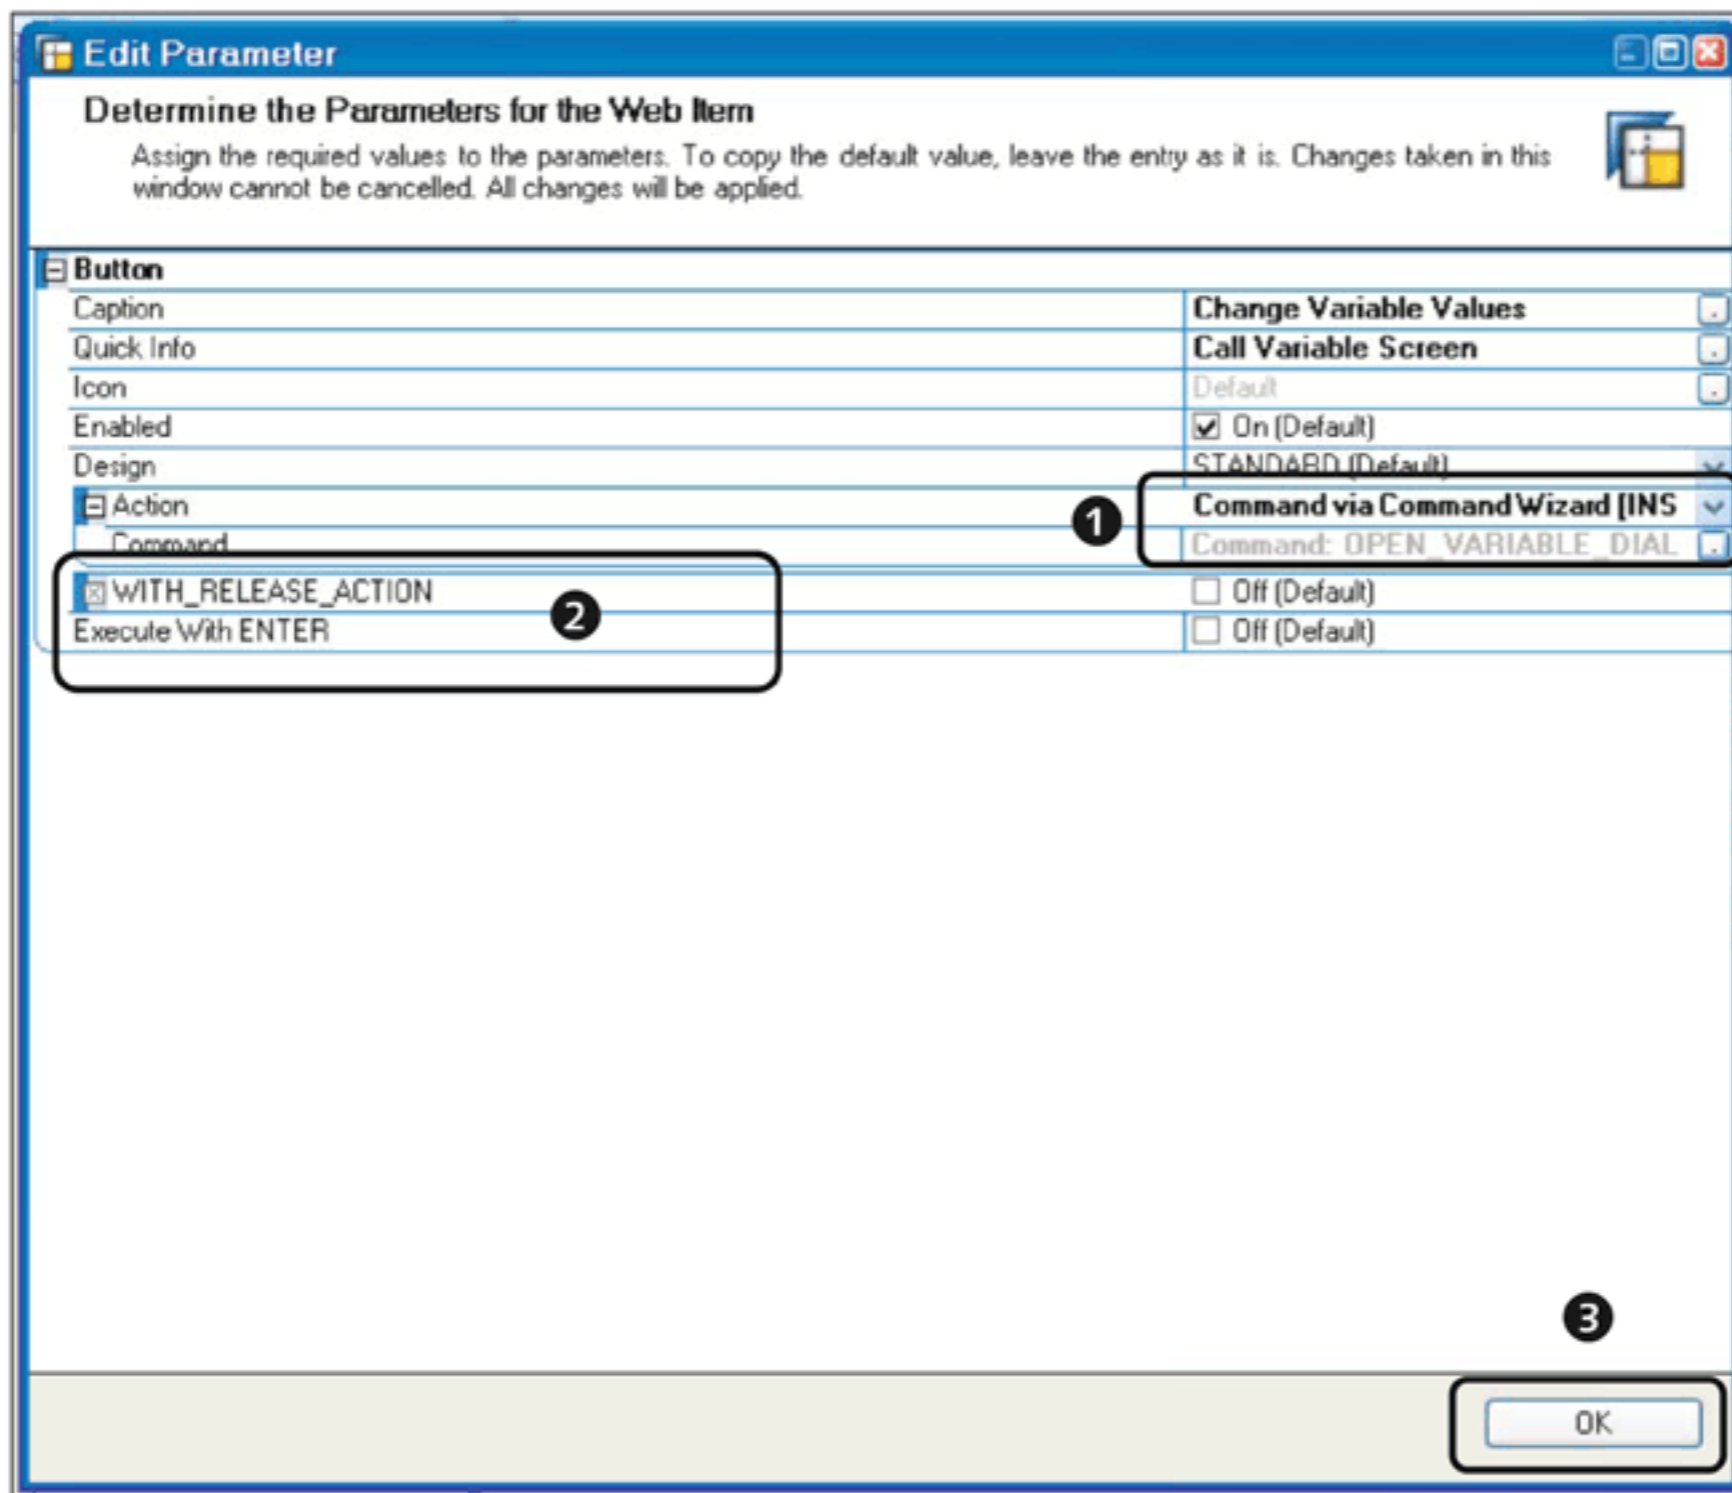 Edit Parameter
Determine the Parameters for the Web Item
Assign the required values to the parameters. To copy the default value, leave the entry as it is. Changes taken in this
window cannot be cancelled. All changes will be applied.
Button
Caption Change Variable Values
Quick Info Call Variable Screen
Icon Default
Enabled On (Default)
Design STANDARD (Default)
Action Command via Command Wizard [INS
1
Command Command: OPEN_VARIABLE_DIAL
WITH_RELEASE_ACTION Off (Default)
2
Execute With ENTER Off (Default)
3
OK